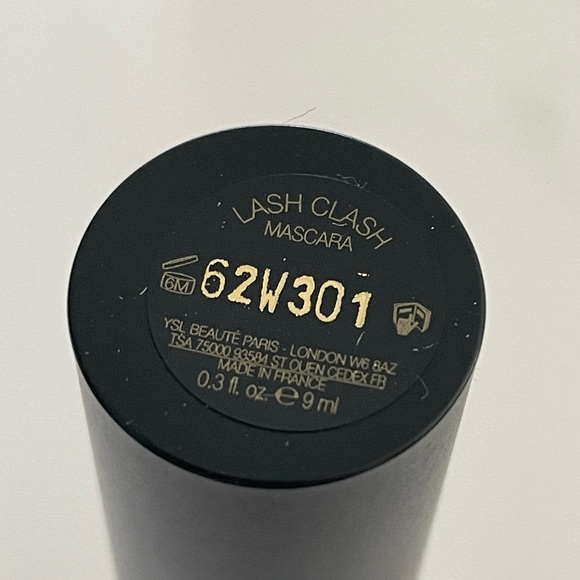 LASH CLASH
MASCARA
6M
62W301
YSL BEAUTÉ PARIS - LONDON W6 8AZ
TSA 75000 93584 ST OUEN CEDEX FR
MADE IN FRANCE
0.3 fl. oz. ℮ 9 ml